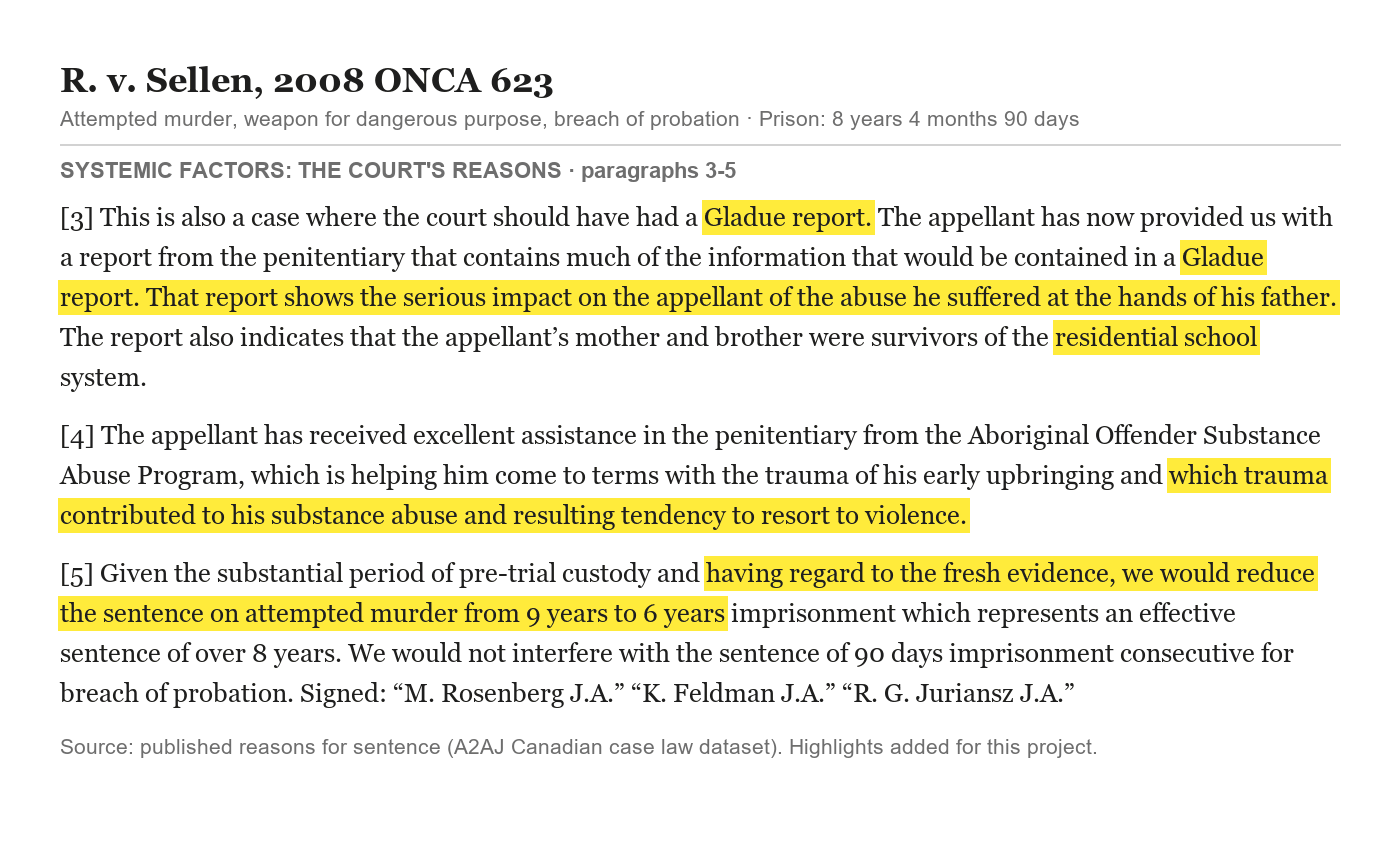 R. v. Sellen, 2008 ONCA 623
Attempted murder, weapon for dangerous purpose, breach of probation · Prison: 8 years 4 months 90 days
SYSTEMIC FACTORS: THE COURT'S REASONS · paragraphs 3-5
[3] This is also a case where the court should have had a Gladue report. The appellant has now provided us with
a report from the penitentiary that contains much of the information that would be contained in a Gladue
report. That report shows the serious impact on the appellant of the abuse he suffered at the hands of his father.
The report also indicates that the appellant’s mother and brother were survivors of the residential school
system.
[4] The appellant has received excellent assistance in the penitentiary from the Aboriginal Offender Substance
Abuse Program, which is helping him come to terms with the trauma of his early upbringing and which trauma
contributed to his substance abuse and resulting tendency to resort to violence.
[5] Given the substantial period of pre-trial custody and having regard to the fresh evidence, we would reduce
the sentence on attempted murder from 9 years to 6 years imprisonment which represents an effective
sentence of over 8 years. We would not interfere with the sentence of 90 days imprisonment consecutive for
breach of probation. Signed: “M. Rosenberg J.A.” “K. Feldman J.A.” “R. G. Juriansz J.A.”
Source: published reasons for sentence (A2AJ Canadian case law dataset). Highlights added for this project.